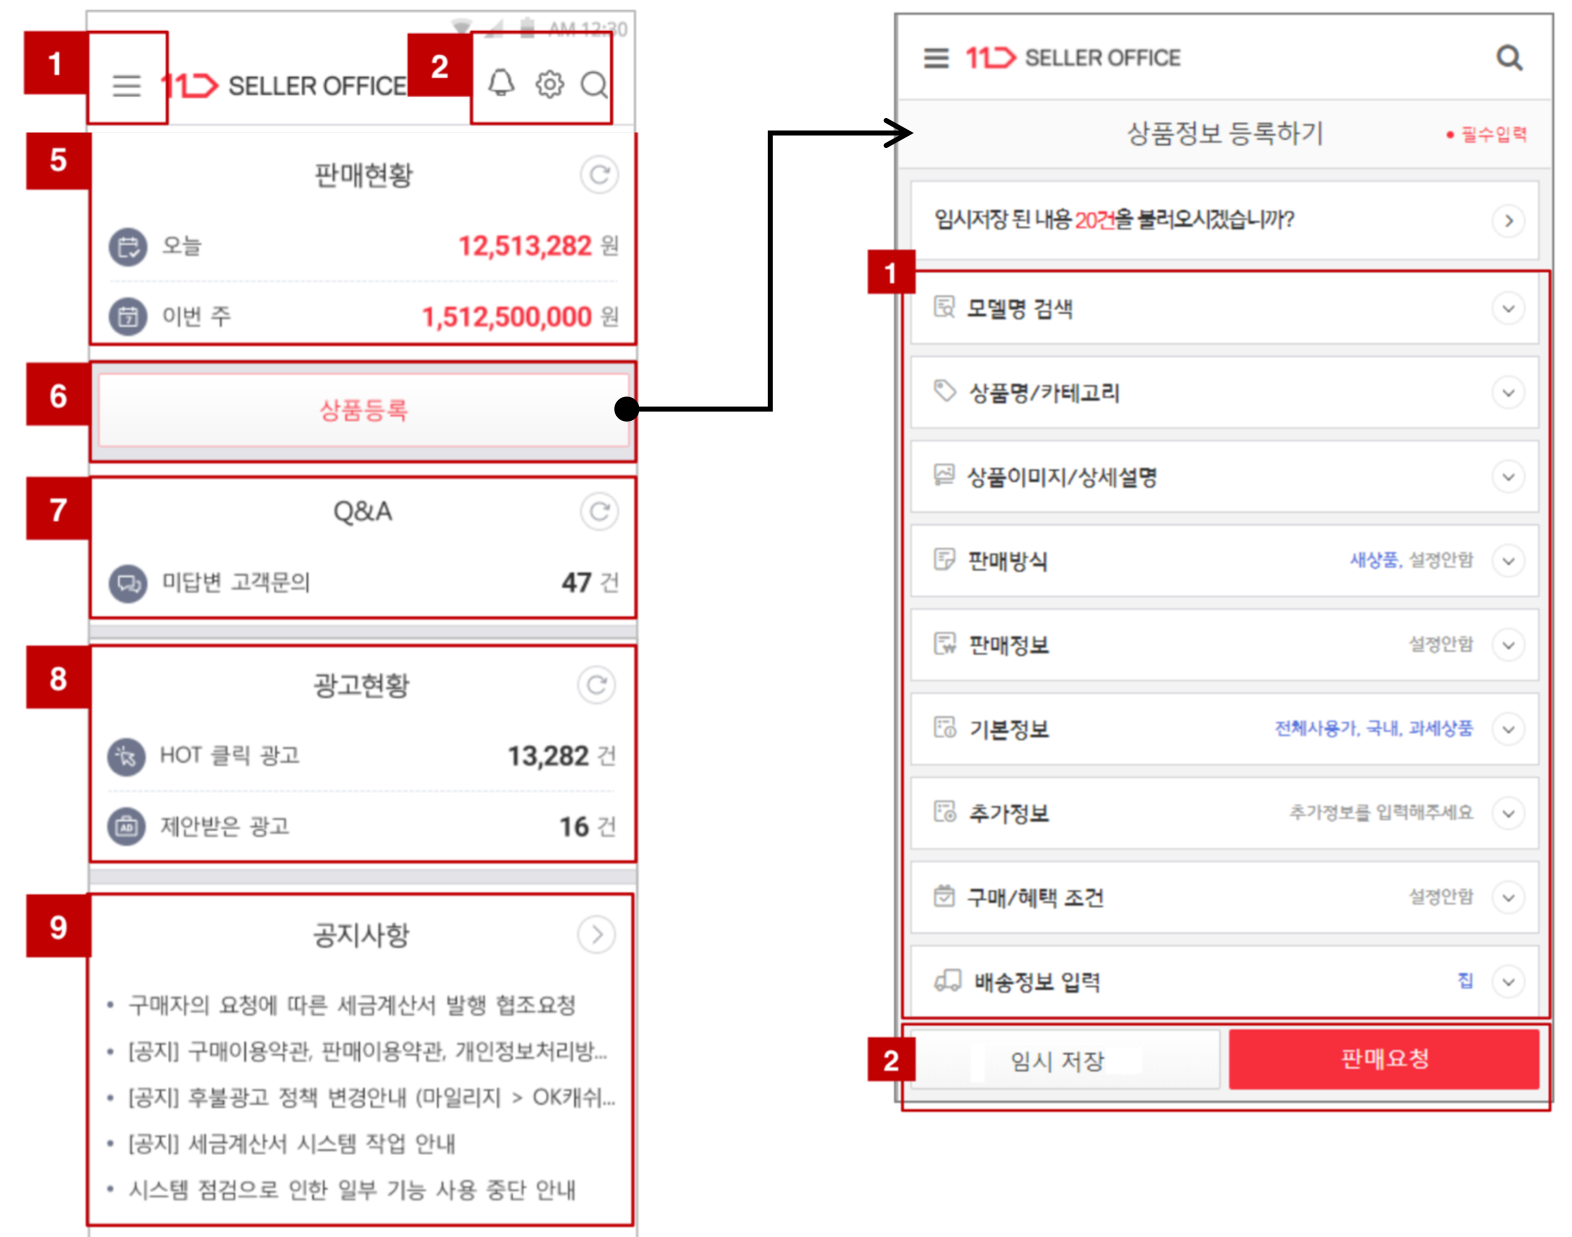 AM 12:30
1
11 SELLER OFFICE
2
5
판매현황
오늘
12,513,282 원
7
이번 주
1,512,500,000 원
6
상품등록
7
Q&A
미답변 고객문의
47 건
8
광고현황
HOT 클릭 광고
13,282 건
AD
제안받은 광고
16 건
9
공지사항
• 구매자의 요청에 따른 세금계산서 발행 협조요청
• [공지] 구매이용약관, 판매이용약관, 개인정보처리방...
• [공지] 후불광고 정책 변경안내 (마일리지 > OK캐쉬...
• [공지] 세금계산서 시스템 작업 안내
• 시스템 점검으로 인한 일부 기능 사용 중단 안내
11 SELLER OFFICE
상품정보 등록하기
• 필수입력
임시저장 된 내용 20건을 불러오시겠습니까?
1
모델명 검색
상품명/카테고리
상품이미지/상세설명
판매방식
새상품, 설정안함
판매정보
설정안함
기본정보
전체사용가, 국내, 과세상품
추가정보
추가정보를 입력해주세요
구매/혜택 조건
설정안함
배송정보 입력
집
2
임시 저장
판매요청